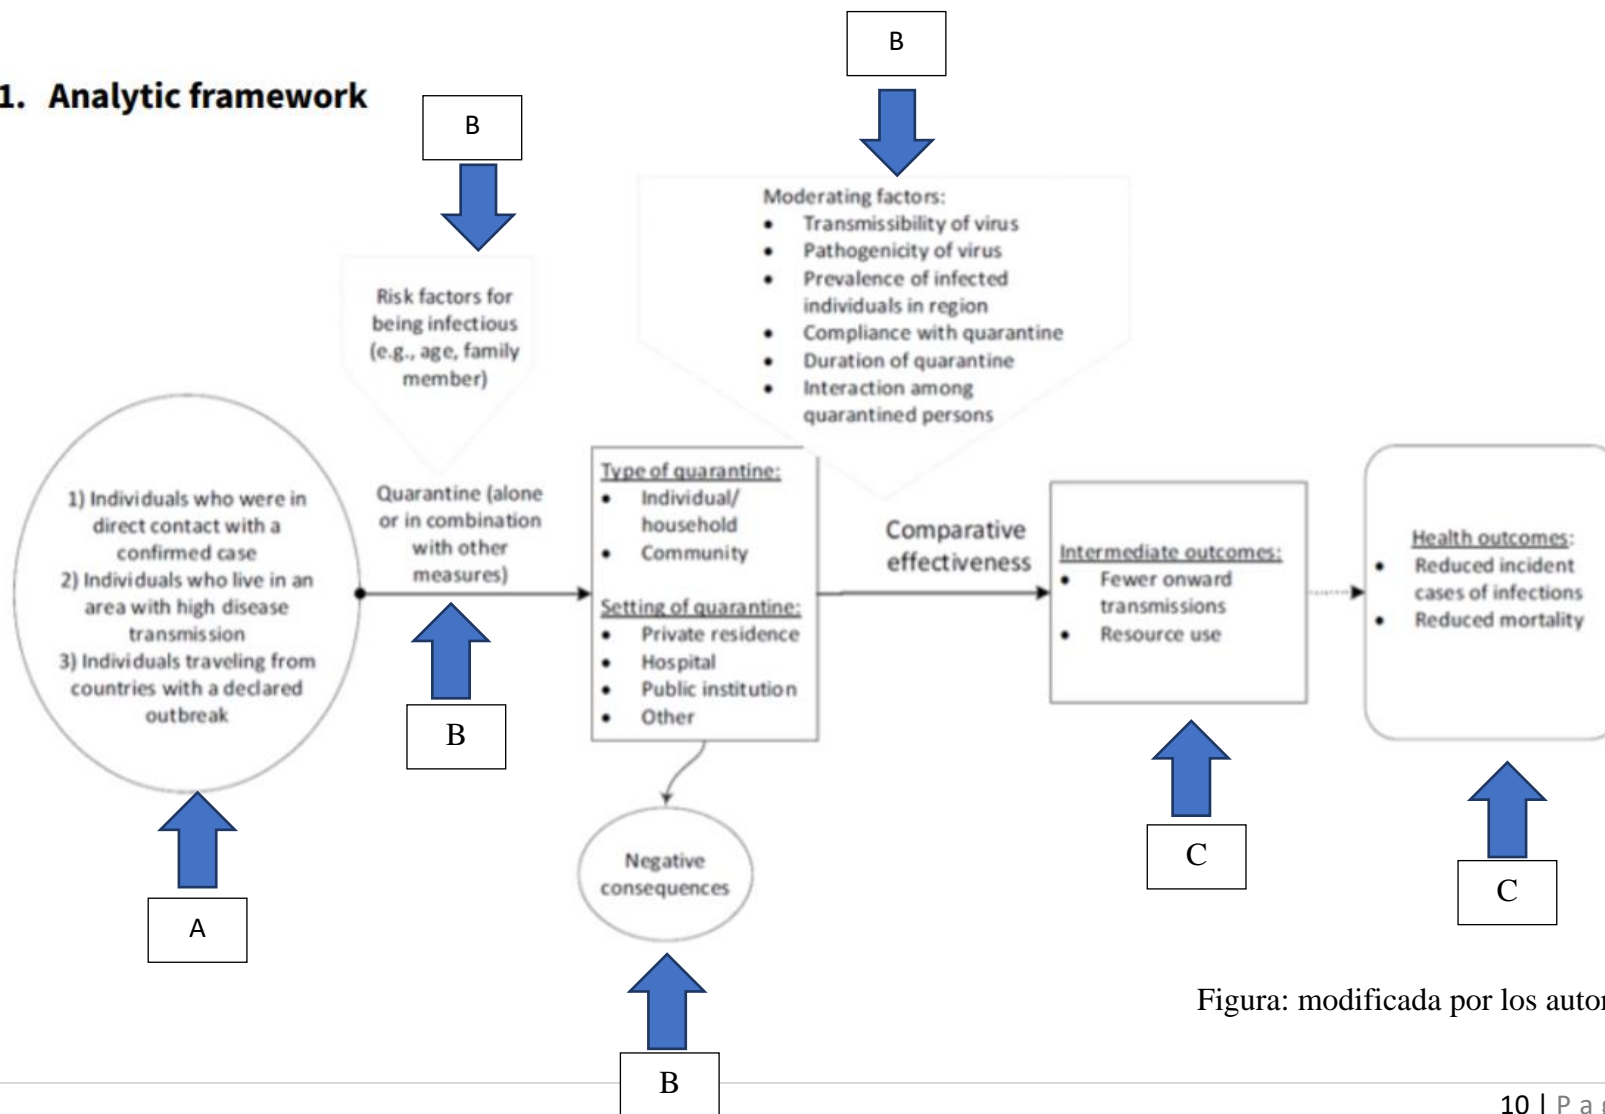 B
1. Analytic framework
B
Moderating factors:
• Transmissibility of virus
• Pathogenicity of virus
• Prevalence of infected
individuals in region
• Compliance with quarantine
• Duration of quarantine
• Interaction among
quarantined persons
Risk factors for
being infectious
(e.g., age, family
member)
1) Individuals who were in
direct contact with a
confirmed case
2) Individuals who live in an
area with high disease
transmission
3) Individuals traveling from
countries with a declared
outbreak
Quarantine (alone
or in combination
with other
measures)
Type of quarantine:
• Individual/
household
• Community
Setting of quarantine:
• Private residence
• Hospital
• Public institution
• Other
Comparative
effectiveness
Intermediate outcomes:
• Fewer onward
transmissions
• Resource use
Health outcomes:
• Reduced incident
cases of infections
• Reduced mortality
B
Negative
consequences
A
C
C
B
Figura: modificada por los
10 | P a